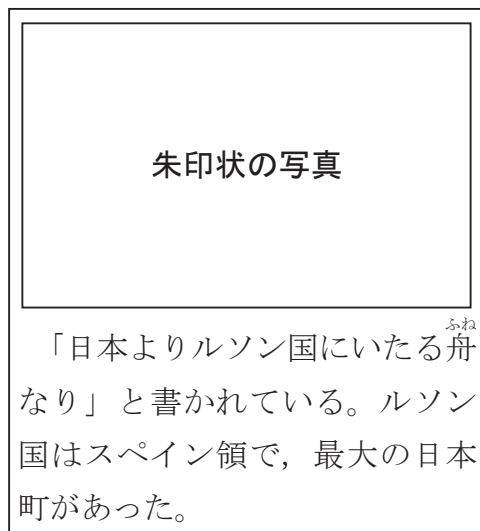 朱印状の写真
「日本よりルソン国にいたる舟
なり」と書かれている。ルソン
国はスペイン領で，最大の日本
町があった。
ふね